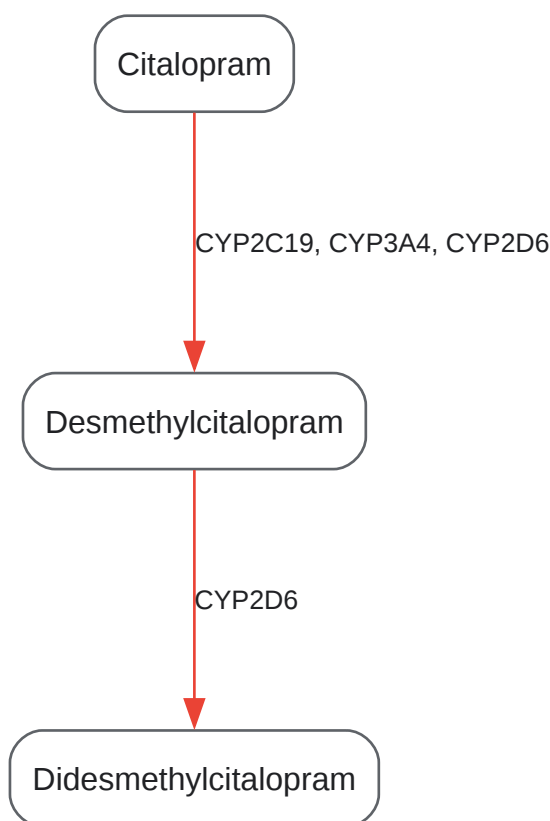 Citalopram
CYP2C19, CYP3A4, CYP2D6
Desmethylcitalopram
CYP2D6
Didesmethylcitalopram